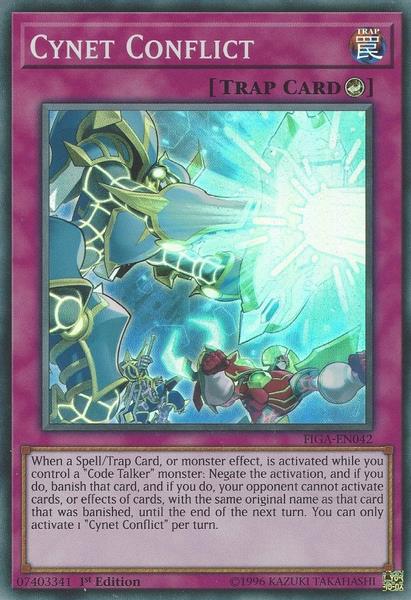 CYNET CONFLICT
TRAP
罠
[TRAP CARD]
FIGA-EN042
When a Spell/Trap Card, or monster effect, is activated while you
control a "Code Talker" monster: Negate the activation, and if you
do, banish that card, and if you do, your opponent cannot activate
cards, or effects of cards, with the same original name as that card
that was banished, until the end of the next turn. You can only
activate 1 "Cynet Conflict" per turn.
07403341 1st Edition ©1996 KAZUKI TAKAHASHI